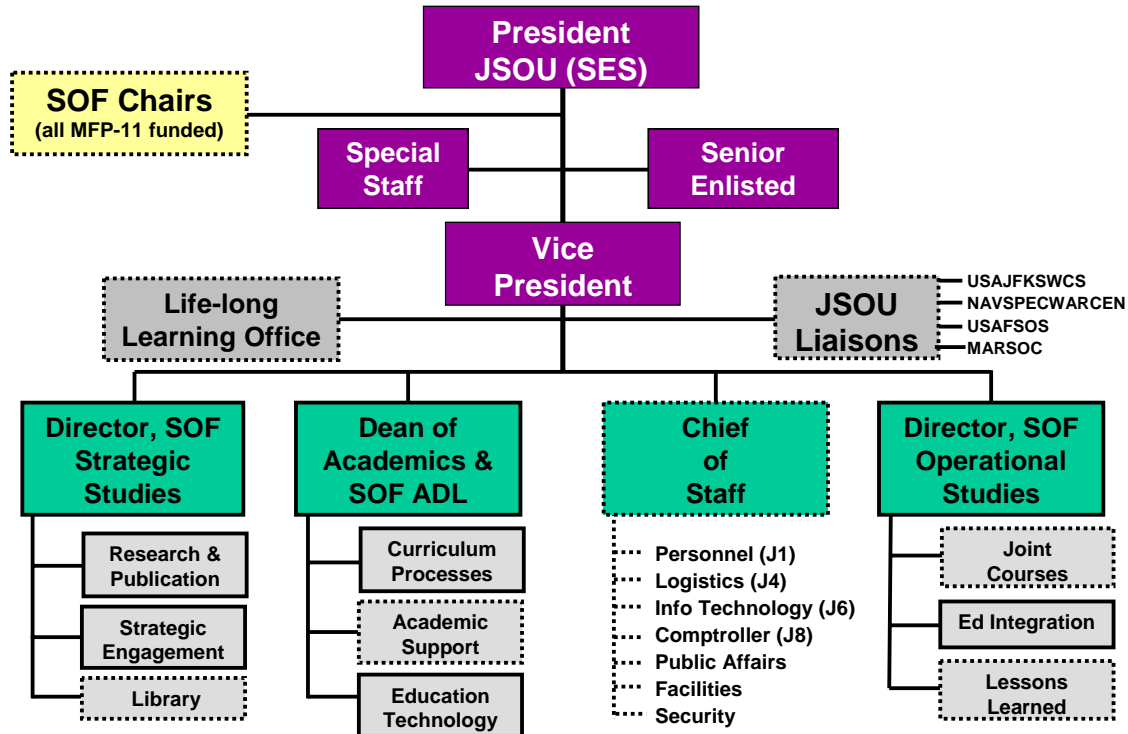 President
JSOU (SES)
SOF Chairs
(all MFP-11 funded)
Special
Staff
Senior
Enlisted
Vice
President
Life-long
Learning Office
JSOU
Liaisons
USAJFKSWCS
NAVSPECWARCEN
USAFSOS
MARSOC
Director, SOF
Strategic
Studies
Dean of
Academics &
SOF ADL
Chief
of
Staff
Director, SOF
Operational
Studies
Research &
Publication
Strategic
Engagement
Library
Curriculum
Processes
Academic
Support
Education
Technology
Personnel (J1)
Logistics (J4)
Info Technology (J6)
Comptroller (J8)
Public Affairs
Facilities
Security
Joint
Courses
Ed Integration
Lessons
Learned